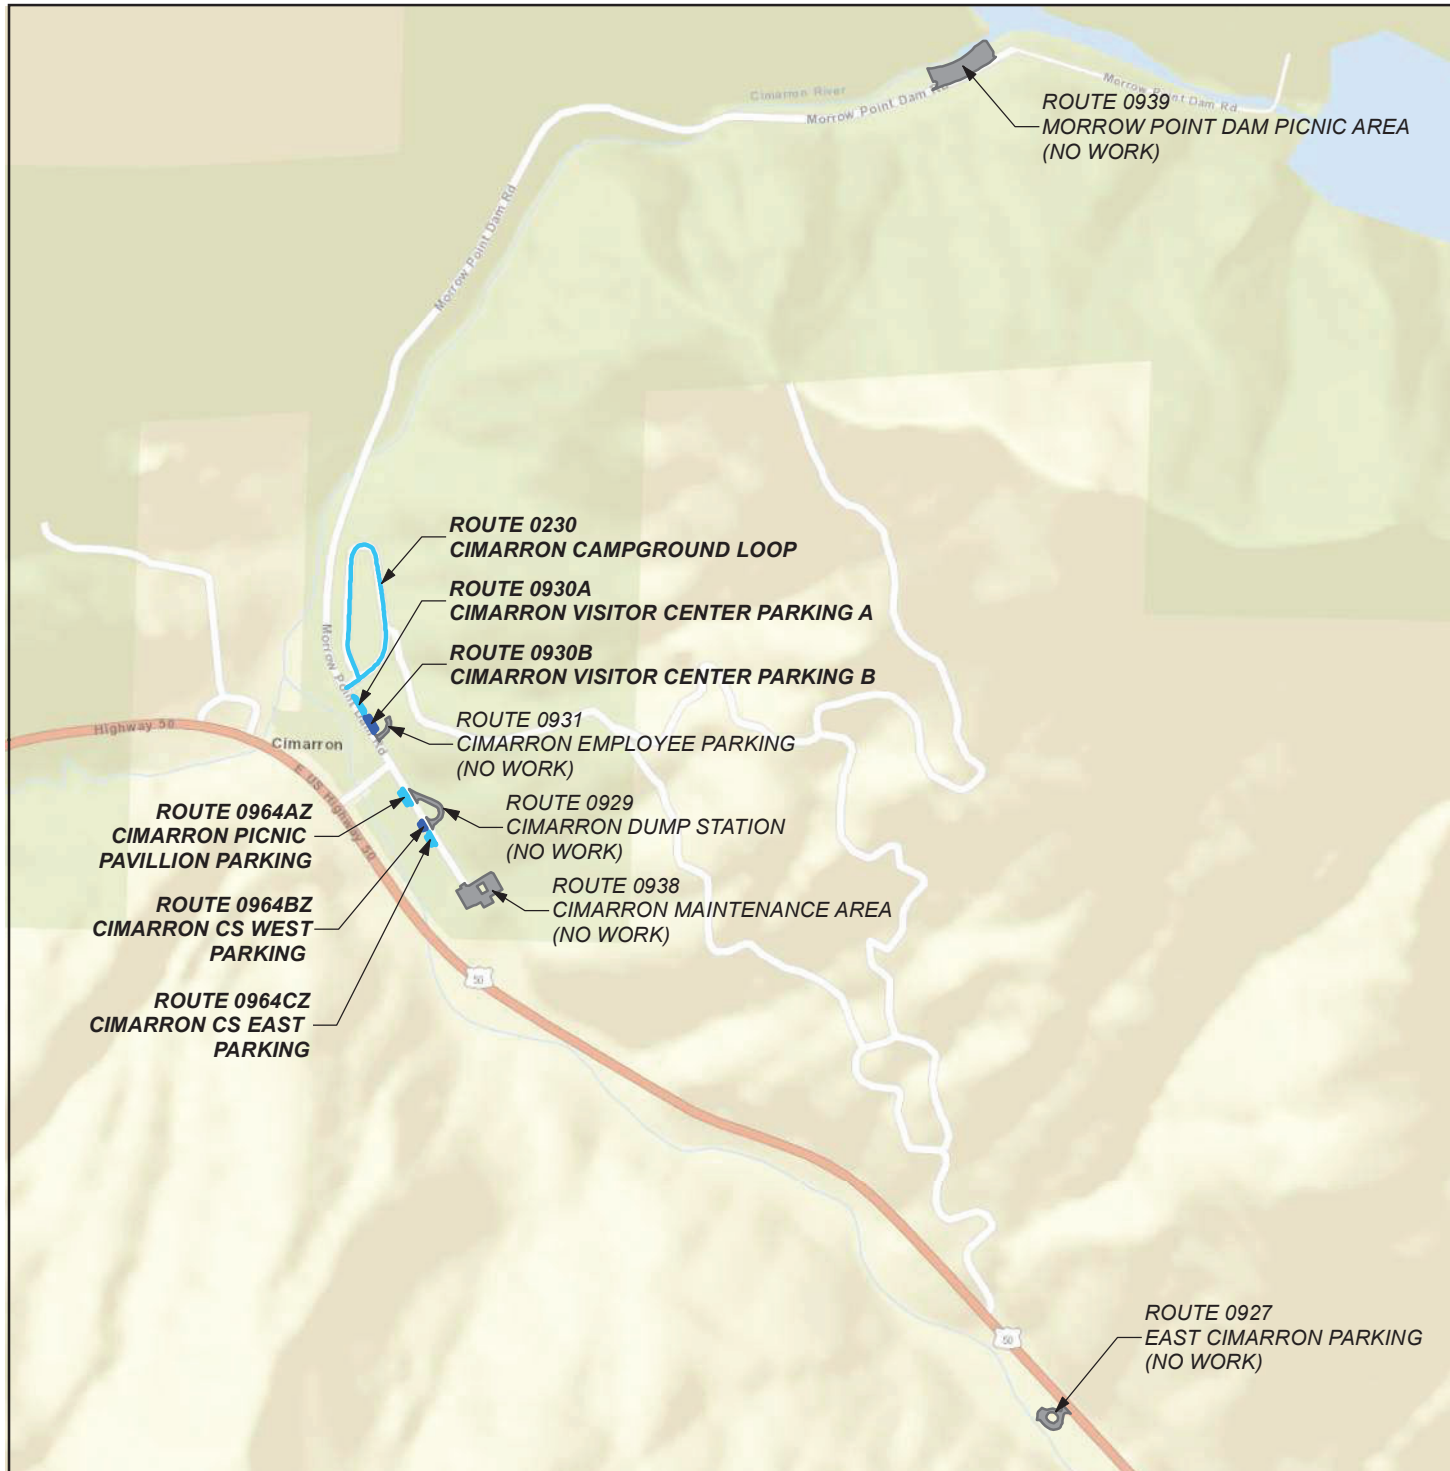 Cimarron River
Morrow Point Dam Rd
Morrow Point Dam Rd
ROUTE 0939
MORROW POINT DAM PICNIC AREA
(NO WORK)
Morrow Point Dam Rd
ROUTE 0230
CIMARRON CAMPGROUND LOOP
ROUTE 0930A
CIMARRON VISITOR CENTER PARKING A
ROUTE 0930B
CIMARRON VISITOR CENTER PARKING B
Morrow Point Dam Rd
ROUTE 0931
CIMARRON EMPLOYEE PARKING
(NO WORK)
Highway 50
Cimarron
E US Highway 50
ROUTE 0929
CIMARRON DUMP STATION
(NO WORK)
ROUTE 0964AZ
CIMARRON PICNIC
PAVILLION PARKING
ROUTE 0938
CIMARRON MAINTENANCE AREA
(NO WORK)
ROUTE 0964BZ
CIMARRON CS WEST
PARKING
50
ROUTE 0964CZ
CIMARRON CS EAST
PARKING
50
ROUTE 0927
EAST CIMARRON PARKING
(NO WORK)